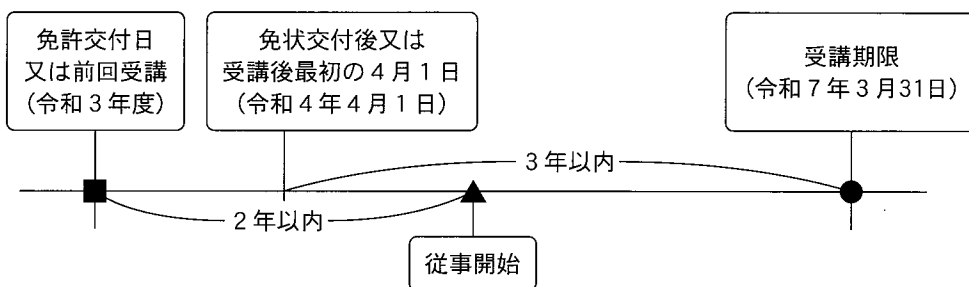 免許交付日
又は前回受講
（令和３年度）
免状交付後又は
受講後最初の４月１日
（令和４年４月１日）
受講期限
（令和７年３月31日）
３年以内
２年以内
従事開始